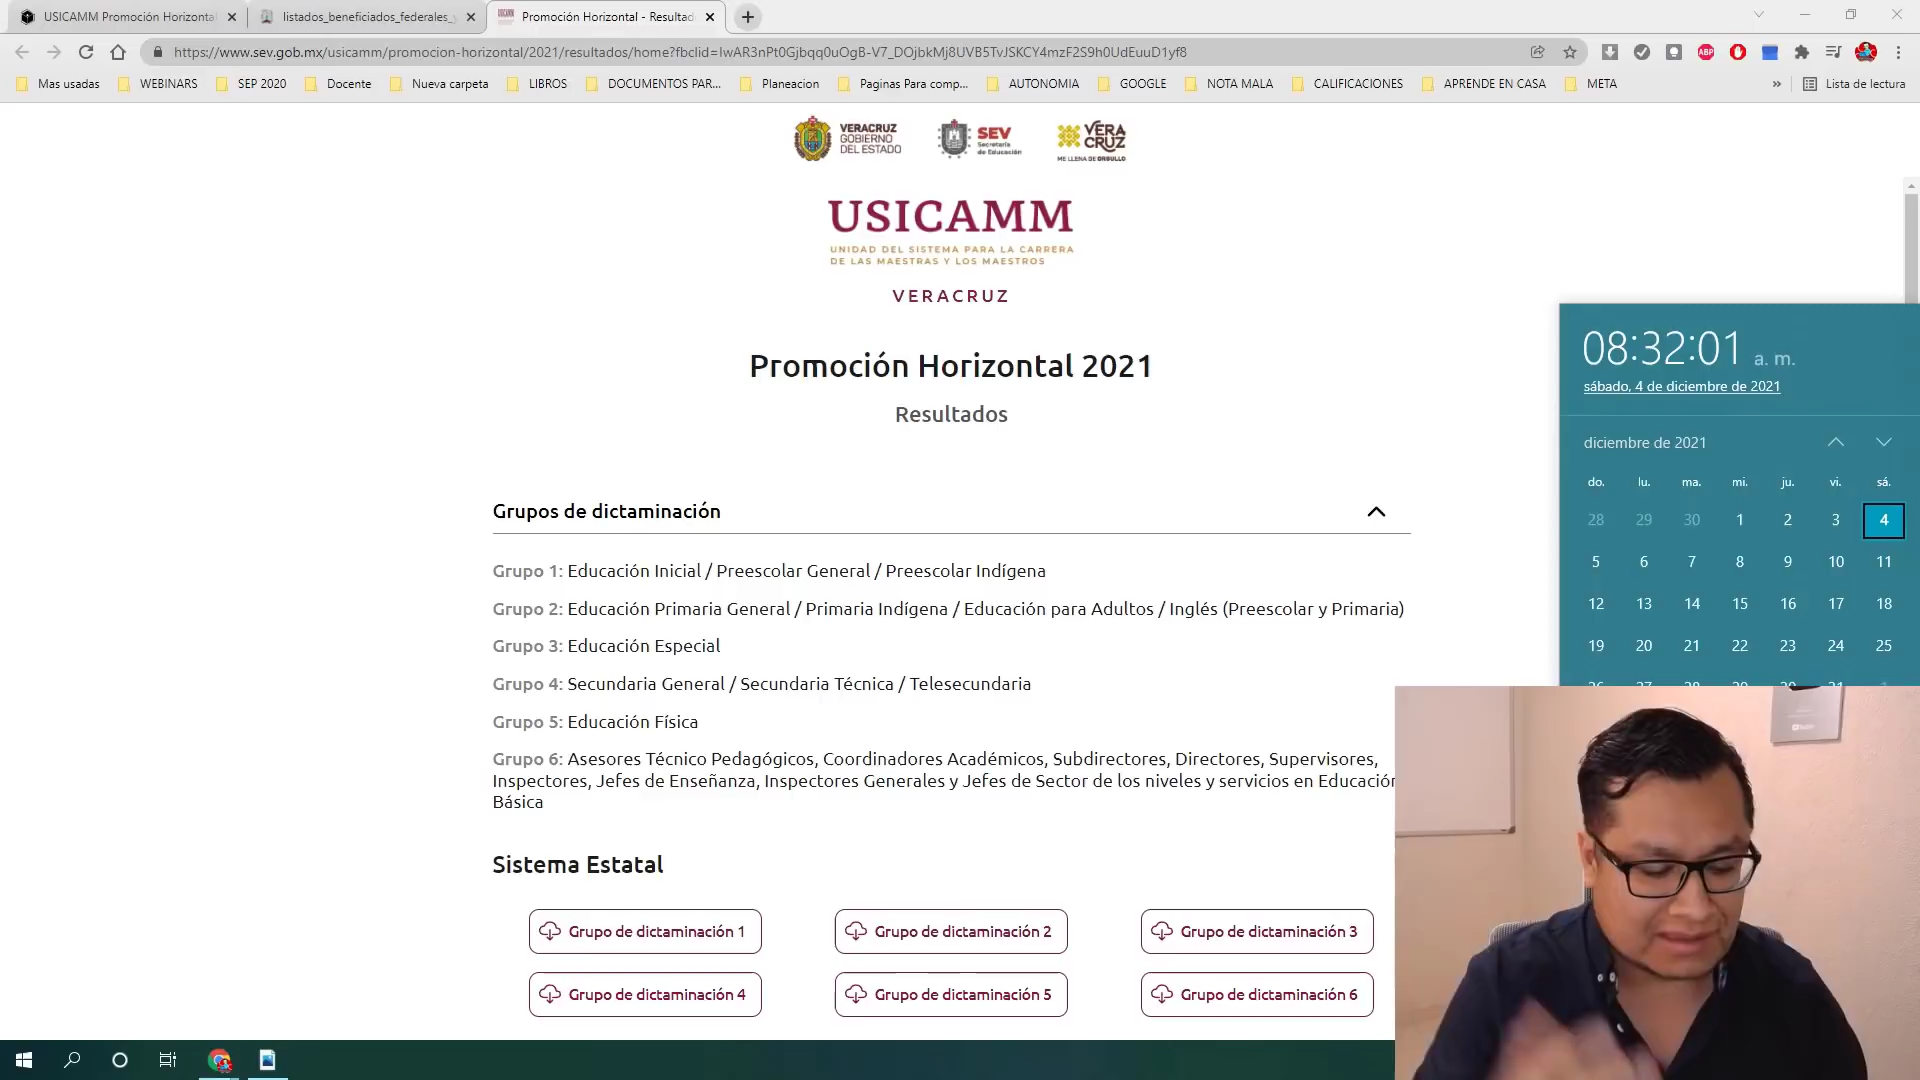 USICAMM Promoción Horizonta
listados_beneficiados_federales_
Promoción Horizontal - Resultad
https://www.sev.gob.mx/usicamm/promocion-horizontal/2021/resultados/home?fbclid=IwAR3nPt0Gjbqq0uOgB-V7_DOjbkMj8UVB5TvJSKCY4mzF2S9h0UdEuuD1yf8
ABP
Mas usadas
WEBINARS
SEP 2020
Docente
Nueva carpeta
LIBROS
DOCUMENTOS PAR...
Planeacion
Paginas Para comp...
AUTONOMIA
GOOGLE
NOTA MALA
CALIFICACIONES
APRENDE EN CASA
META
»
Lista de lectura
VERACRUZ
GOBIERNO
DEL ESTADO
SEV
Secretaría
de Educación
VERA
CRUZ
ME LLENA DE ORGULLO
USICAMM
UNIDAD DEL SISTEMA PARA LA CARRERA
DE LAS MAESTRAS Y LOS MAESTROS
VERACRUZ
Promoción Horizontal 2021
Resultados
Grupos de dictaminación
Grupo 1: Educación Inicial / Preescolar General / Preescolar Indígena
Grupo 2: Educación Primaria General / Primaria Indígena / Educación para Adultos / Inglés (Preescolar y Primaria)
Grupo 3: Educación Especial
Grupo 4: Secundaria General / Secundaria Técnica / Telesecundaria
Grupo 5: Educación Física
Grupo 6: Asesores Técnico Pedagógicos, Coordinadores Académicos, Subdirectores, Directores, Supervisores,
Inspectores, Jefes de Enseñanza, Inspectores Generales y Jefes de Sector de los niveles y servicios en Educación
Básica
Sistema Estatal
Grupo de dictaminación 1
Grupo de dictaminación 2
Grupo de dictaminación 3
Grupo de dictaminación 4
Grupo de dictaminación 5
Grupo de dictaminación 6
08:32:01 a. m.
sábado, 4 de diciembre de 2021
diciembre de 2021
do. lu. ma. mi. ju. vi. sá.
28 29 30 1 2 3 4
5 6 7 8 9 10 11
12 13 14 15 16 17 18
19 20 21 22 23 24 25